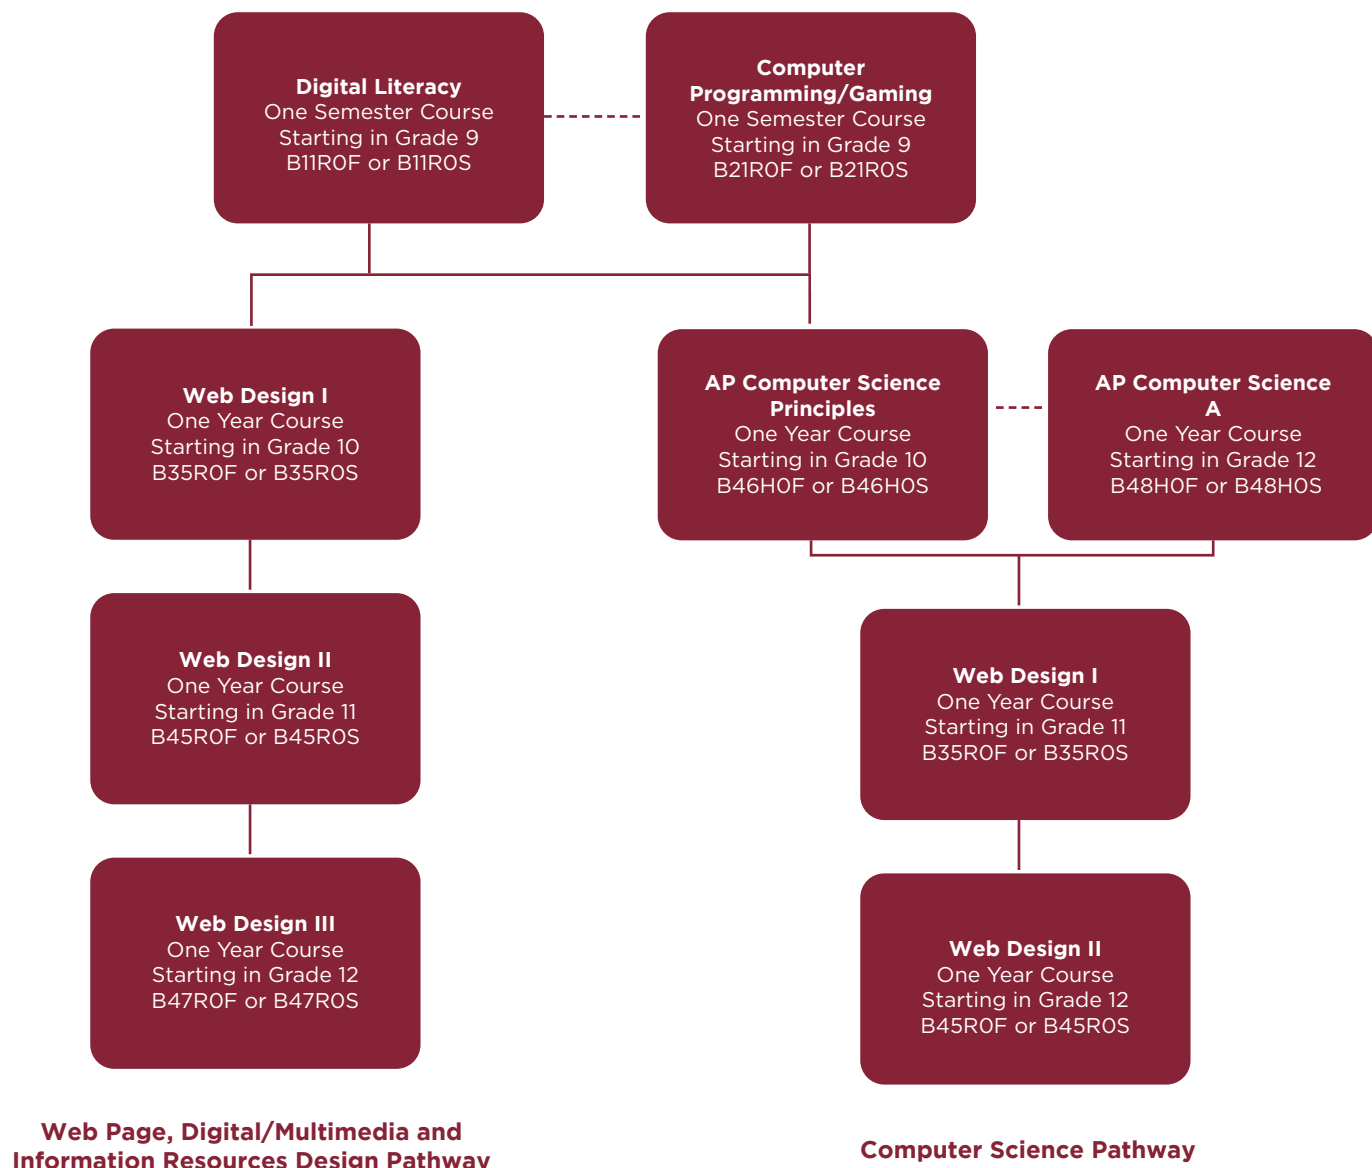 Digital Literacy
One Semester Course
Starting in Grade 9
B11R0F or B11R0S
Computer
Programming/Gaming
One Semester Course
Starting in Grade 9
B21R0F or B21R0S
Web Design I
One Year Course
Starting in Grade 10
B35R0F or B35R0S
AP Computer Science
Principles
One Year Course
Starting in Grade 10
B46H0F or B46H0S
AP Computer Science
A
One Year Course
Starting in Grade 12
B48H0F or B48H0S
Web Design II
One Year Course
Starting in Grade 11
B45R0F or B45R0S
Web Design I
One Year Course
Starting in Grade 11
B35R0F or B35R0S
Web Design III
One Year Course
Starting in Grade 12
B47R0F or B47R0S
Web Design II
One Year Course
Starting in Grade 12
B45R0F or B45R0S
Web Page, Digital/Multimedia and
Information Resources Design Pathway
Computer Science Pathway